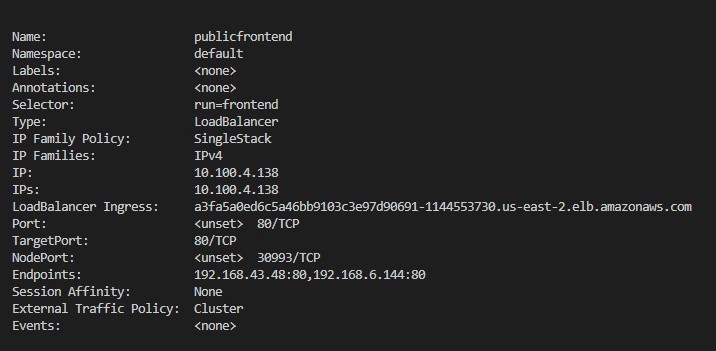 Name: publicfrontend
Namespace: default
Labels: <none>
Annotations: <none>
Selector: run=frontend
Type: LoadBalancer
IP Family Policy: SingleStack
IP Families: IPv4
IP: 10.100.4.138
IPs: 10.100.4.138
LoadBalancer Ingress: a3fa5a0ed6c5a46bb9103c3e97d90691-1144553730.us-east-2.elb.amazonaws.com
Port: <unset> 80/TCP
TargetPort: 80/TCP
NodePort: <unset> 30993/TCP
Endpoints: 192.168.43.48:80,192.168.6.144:80
Session Affinity: None
External Traffic Policy: Cluster
Events: <none>